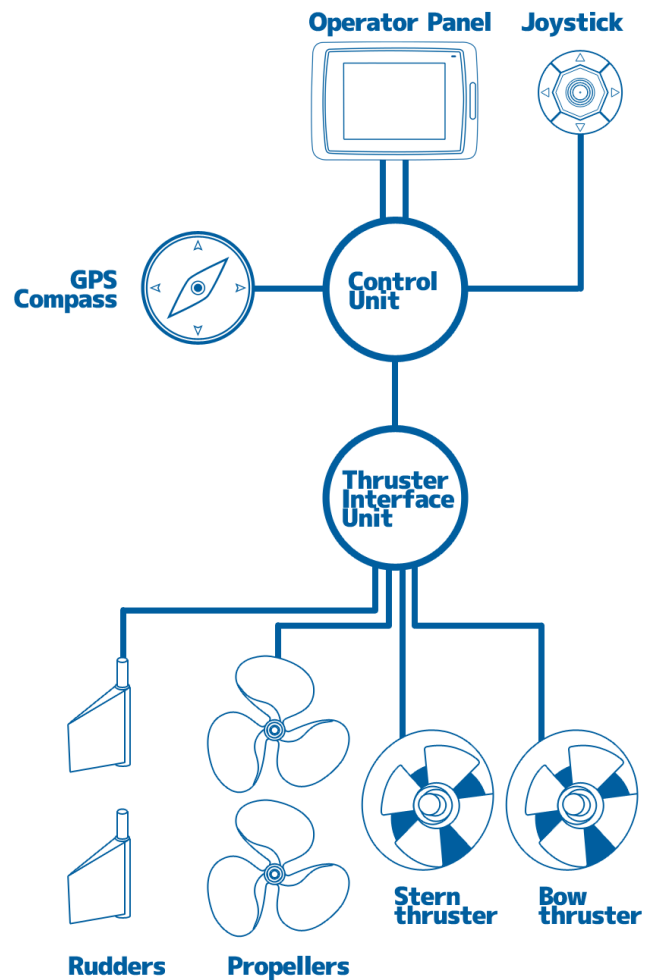 Operator Panel
Joystick
GPS
Compass
Control
Unit
Thruster
Interface
Unit
Stern
thruster
Bow
thruster
Rudders
Propellers